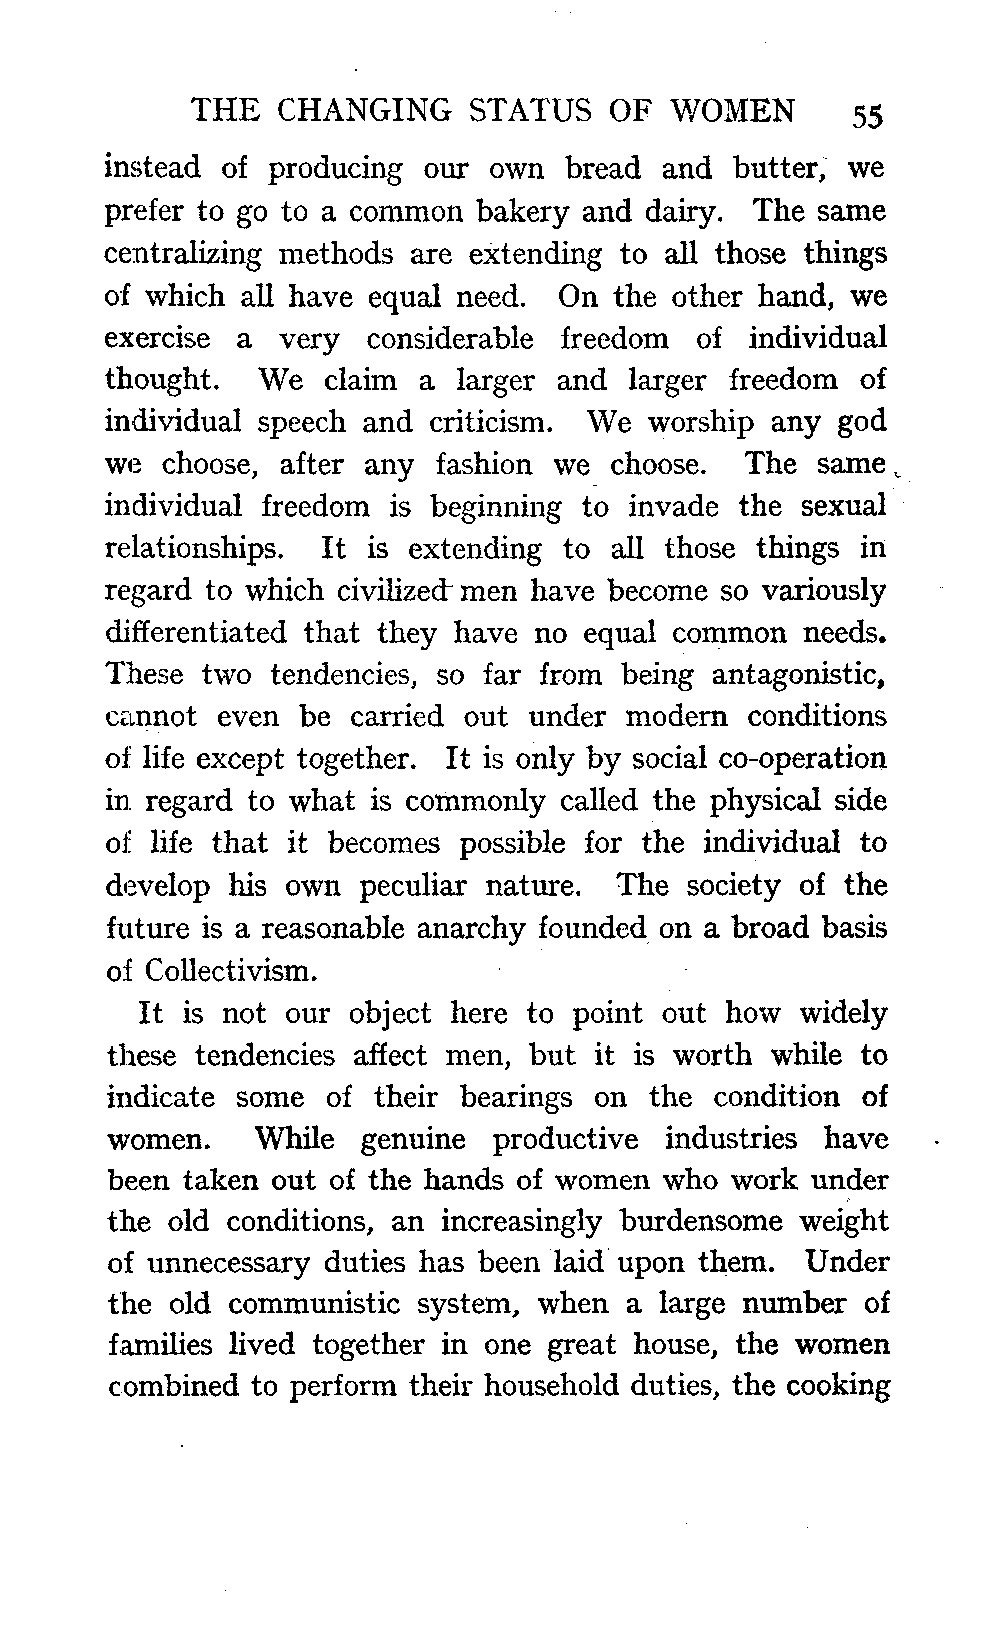 THE CHANGING STATUS OF WOMEN 55
instead of producing our own bread and butter, we
prefer to go to a common bakery and dairy. The same
centralizing methods are extending to all those things
of which all have equal need. On the other hand, we
exercise a very considerable freedom of individual
thought. We claim a larger and larger freedom of
individual speech and criticism. We worship any god
we choose, after any fashion we choose. The same
individual freedom is beginning to invade the sexual
relationships. It is extending to all those things in
regard to which civilized men have become so variously
differentiated that they have no equal common needs.
These two tendencies, so far from being antagonistic,
cannot even be carried out under modern conditions
of life except together. It is only by social co-operation
in regard to what is commonly called the physical side
of life that it becomes possible for the individual to
develop his own peculiar nature. The society of the
future is a reasonable anarchy founded on a broad basis
of Collectivism.
It is not our object here to point out how widely
these tendencies affect men, but it is worth while to
indicate some of their bearings on the condition of
women. While genuine productive industries have
been taken out of the hands of women who work under
the old conditions, an increasingly burdensome weight
of unnecessary duties has been laid upon them. Under
the old communistic system, when a large number of
families lived together in one great house, the women
combined to perform their household duties, the cooking